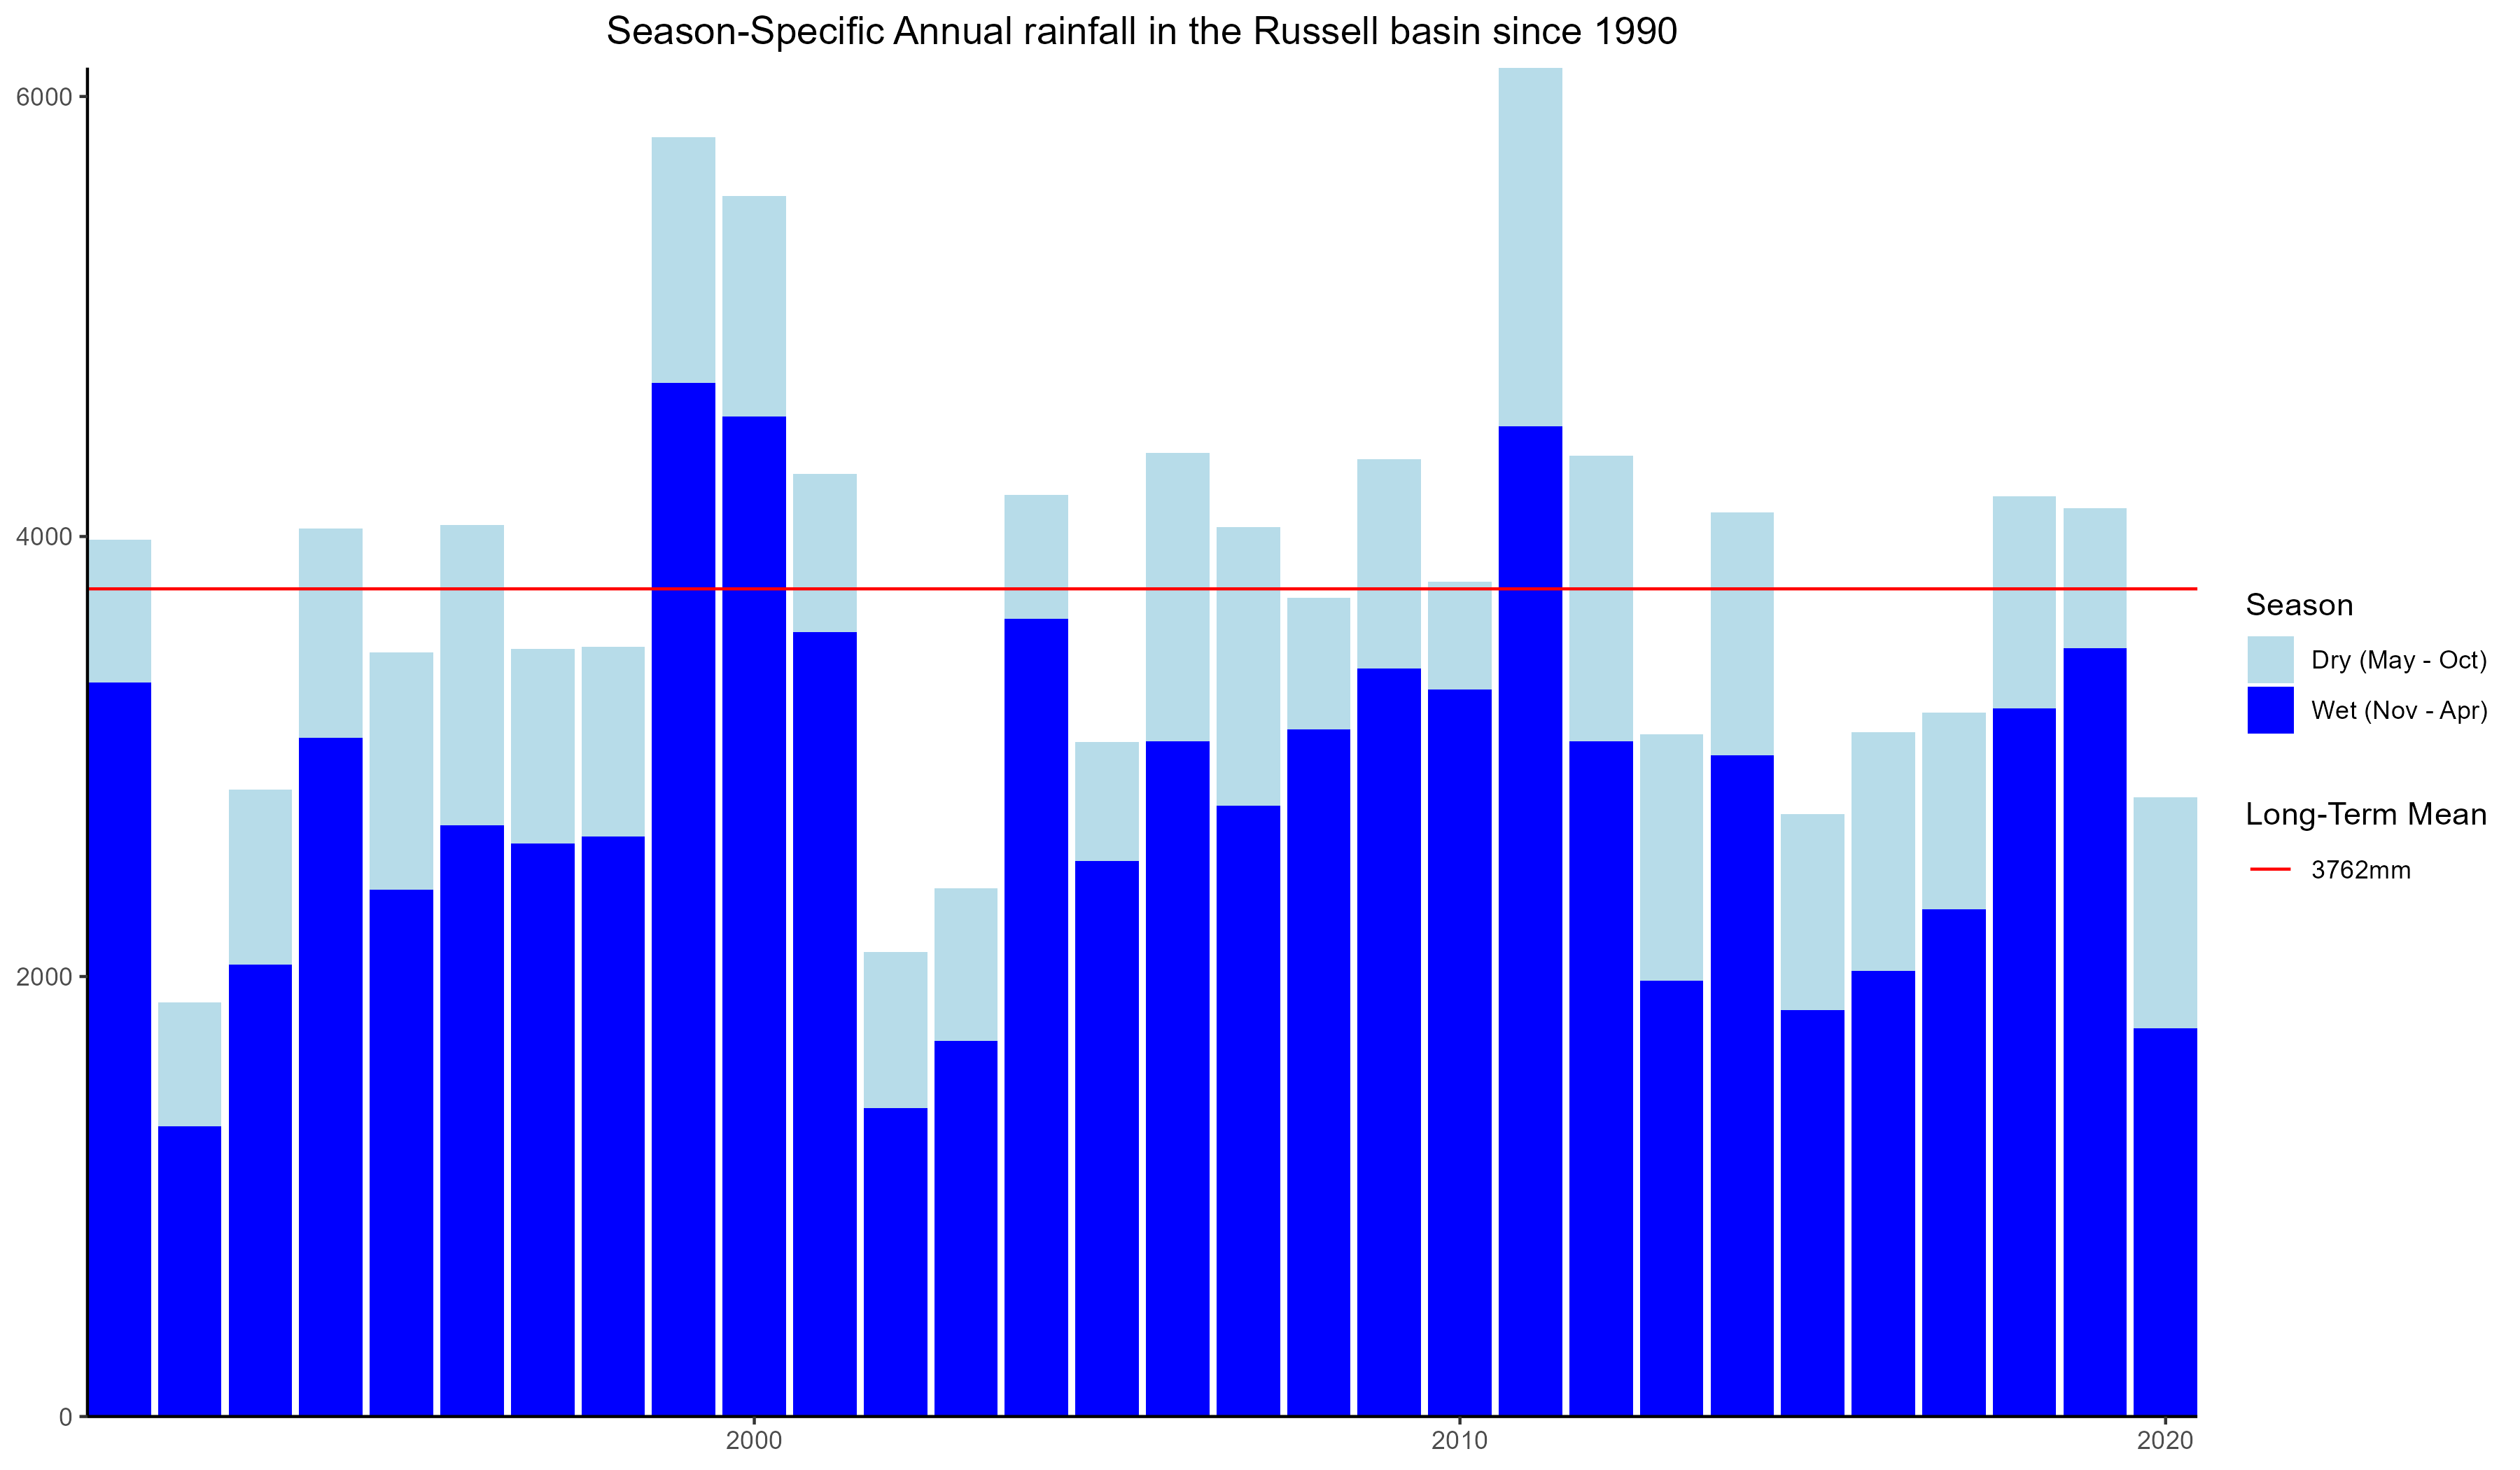 Season-Specific Annual rainfall in the Russell basin since 1990
6000
4000
2000
0
2000
2010
2020
Season
Dry (May - Oct)
Wet (Nov - Apr)
Long-Term Mean
3762mm